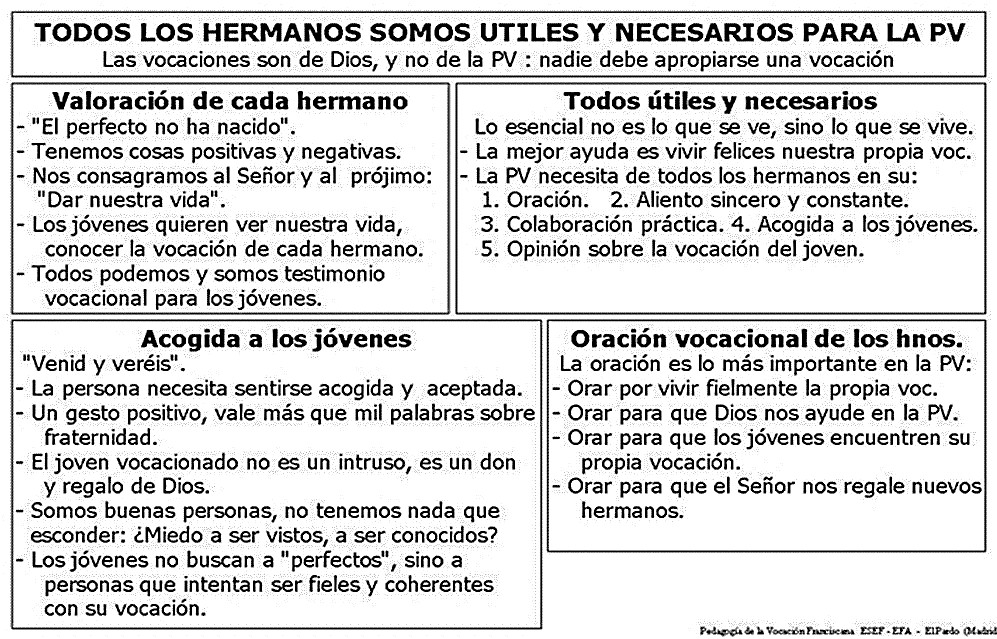 TODOS LOS HERMANOS SOMOS UTILES Y NECESARIOS PARA LA PV
Las vocaciones son de Dios, y no de la PV : nadie debe apropiarse una vocación
Valoración de cada hermano
- "El perfecto no ha nacido".
- Tenemos cosas positivas y negativas.
- Nos consagramos al Señor y al prójimo:
"Dar nuestra vida".
- Los jóvenes quieren ver nuestra vida,
conocer la vocación de cada hermano.
- Todos podemos y somos testimonio
vocacional para los jóvenes.
Todos útiles y necesarios
Lo esencial no es lo que se ve, sino lo que se vive.
- La mejor ayuda es vivir felices nuestra propia voc.
- La PV necesita de todos los hermanos en su:
1. Oración. 2. Aliento sincero y constante.
3. Colaboración práctica. 4. Acogida a los jóvenes.
5. Opinión sobre la vocación del joven.
Acogida a los jóvenes
"Venid y veréis".
- La persona necesita sentirse acogida y aceptada.
- Un gesto positivo, vale más que mil palabras sobre
fraternidad.
- El joven vocacionado no es un intruso, es un don
y regalo de Dios.
- Somos buenas personas, no tenemos nada que
esconder: ¿Miedo a ser vistos, a ser conocidos?
- Los jóvenes no buscan a "perfectos", sino a
personas que intentan ser fieles y coherentes
con su vocación.
Oración vocacional de los hnos.
La oración es lo más importante en la PV:
- Orar por vivir fielmente la propia voc.
- Orar para que Dios nos ayude en la PV.
- Orar para que los jóvenes encuentren su
propia vocación.
- Orar para que el Señor nos regale nuevos
hermanos.
Pedagogía de la Vocación Franciscana ESEF - EFA - El Pardo (Madrid